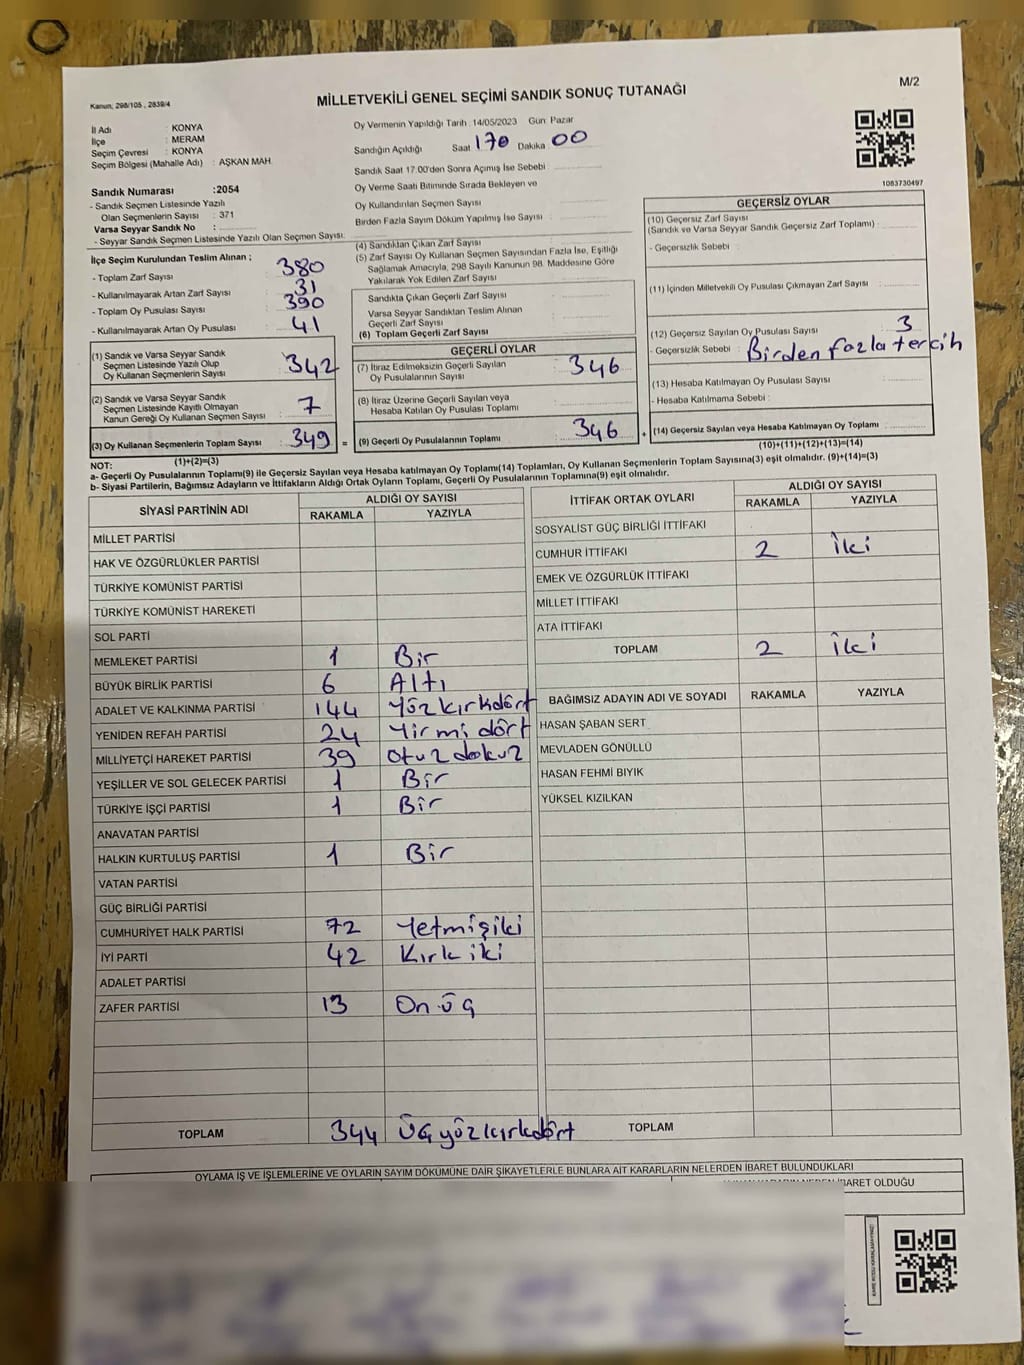 M/2
Kanun; 298/105 , 2839/4
MİLLETVEKİLİ GENEL SEÇİMİ SANDIK SONUÇ TUTANAĞI
İl Adı : KONYA
İlçe : MERAM
Seçim Çevresi : KONYA
Seçim Bölgesi (Mahalle Adı) : AŞKAN MAH.
Sandık Numarası :2054
- Sandık Seçmen Listesinde Yazılı
Olan Seçmenlerin Sayısı : 371
Varsa Seyyar Sandık No :
- Seyyar Sandık Seçmen Listesinde Yazılı Olan Seçmen Sayısı:
Oy Vermenin Yapıldığı Tarih :14/05/2023 Gün: Pazar
Sandığın Açıldığı Saat 170 Dakika 00
Sandık Saat 17:00'den Sonra Açılmış İse Sebebi :
Oy Verme Saati Bitiminde Sırada Bekleyen ve
Oy Kullandırılan Seçmen Sayısı :
Birden Fazla Sayım Döküm Yapılmış İse Sayısı :
1083730497
İlçe Seçim Kurulundan Teslim Alınan ;
- Toplam Zarf Sayısı : 380
- Kullanılmayarak Artan Zarf Sayısı : 31
- Toplam Oy Pusulası Sayısı : 390
- Kullanılmayarak Artan Oy Pusulası : 41
(1) Sandık ve Varsa Seyyar Sandık
Seçmen Listesinde Yazılı Olup
Oy Kullanan Seçmenlerin Sayısı : 342
(2) Sandık ve Varsa Seyyar Sandık
Seçmen Listesinde Kayıtlı Olmayan
Kanun Gereği Oy Kullanan Seçmen Sayısı : 7
(3) Oy Kullanan Seçmenlerin Toplam Sayısı : 349 =
(1)+(2)=(3)
(4) Sandıktan Çıkan Zarf Sayısı :
(5) Zarf Sayısı Oy Kullanan Seçmen Sayısından Fazla İse, Eşitliği
Sağlamak Amacıyla, 298 Sayılı Kanunun 98. Maddesine Göre
Yakılarak Yok Edilen Zarf Sayısı :
Sandıkta Çıkan Geçerli Zarf Sayısı :
Varsa Seyyar Sandıktan Teslim Alınan
Geçerli Zarf Sayısı :
(6) Toplam Geçerli Zarf Sayısı :
GEÇERLİ OYLAR
(7) İtiraz Edilmeksizin Geçerli Sayılan
Oy Pusulalarının Sayısı : 346
(8) İtiraz Üzerine Geçerli Sayılan veya
Hesaba Katılan Oy Pusulası Toplamı :
(9) Geçerli Oy Pusulalarının Toplamı : 346 +
GEÇERSİZ OYLAR
(10) Geçersiz Zarf Sayısı
(Sandık ve Varsa Seyyar Sandık Geçersiz Zarf Toplamı) :
- Geçersizlik Sebebi :
(11) İçinden Milletvekili Oy Pusulası Çıkmayan Zarf Sayısı :
(12) Geçersiz Sayılan Oy Pusulası Sayısı : 3
- Geçersizlik Sebebi : Birden fazla tercih
(13) Hesaba Katılmayan Oy Pusulası Sayısı :
- Hesaba Katılmama Sebebi :
(14) Geçersiz Sayılan veya Hesaba Katılmayan Oy Toplamı :
(10)+(11)+(12)+(13)=(14)
NOT:
a- Geçerli Oy Pusulalarının Toplam(9) ile Geçersiz Sayılan veya Hesaba katılmayan Oy Toplamı(14) Toplamları, Oy Kullanan Seçmenlerin Toplam Sayısına(3) eşit olmalıdır. (9)+(14)=(3)
b- Siyasi Partilerin, Bağımsız Adayların ve İttifakların Aldığı Ortak Oyların Toplamı, Geçerli Oy Pusulalarının Toplamına(9) eşit olmalıdır.
SİYASİ PARTİNİN ADI ALDIĞI OY SAYISI
RAKAMLA YAZIYLA
MİLLET PARTİSİ
HAK VE ÖZGÜRLÜKLER PARTİSİ
TÜRKİYE KOMÜNİST PARTİSİ
TÜRKİYE KOMÜNİST HAREKETİ
SOL PARTİ
MEMLEKET PARTİSİ 1 Bir
BÜYÜK BİRLİK PARTİSİ 6 Altı
ADALET VE KALKINMA PARTİSİ 144 Yüzkırkdört
YENİDEN REFAH PARTİSİ 24 Yirmi dört
MİLLİYETÇİ HAREKET PARTİSİ 39 Otuz dokuz
YEŞİLLER VE SOL GELECEK PARTİSİ 1 Bir
TÜRKİYE İŞÇİ PARTİSİ 1 Bir
ANAVATAN PARTİSİ
HALKIN KURTULUŞ PARTİSİ 1 Bir
VATAN PARTİSİ
GÜÇ BİRLİĞİ PARTİSİ
CUMHURİYET HALK PARTİSİ 72 Yetmişiki
İYİ PARTİ 42 Kırk iki
ADALET PARTİSİ
ZAFER PARTİSİ 13 On üç
TOPLAM 344 Üçyüzkırkdört
İTTİFAK ORTAK OYLARI ALDIĞI OY SAYISI
RAKAMLA YAZIYLA
SOSYALİST GÜÇ BİRLİĞİ İTTİFAKI
CUMHUR İTTİFAKI 2 iki
EMEK VE ÖZGÜRLÜK İTTİFAKI
MİLLET İTTİFAKI
ATA İTTİFAKI
TOPLAM 2 iki
BAĞIMSIZ ADAYIN ADI VE SOYADI RAKAMLA YAZIYLA
HASAN ŞABAN SERT
MEVLADEN GÖNÜLLÜ
HASAN FEHMİ BIYIK
YÜKSEL KIZILKAN
TOPLAM
OYLAMA İŞ VE İŞLEMLERİNE VE OYLARIN SAYIM DÖKÜMÜNE DAİR ŞİKAYETLERLE BUNLARA AİT KARARLARIN NELERDEN İBARET BULUNDUKLARI
İBARET OLDUĞU